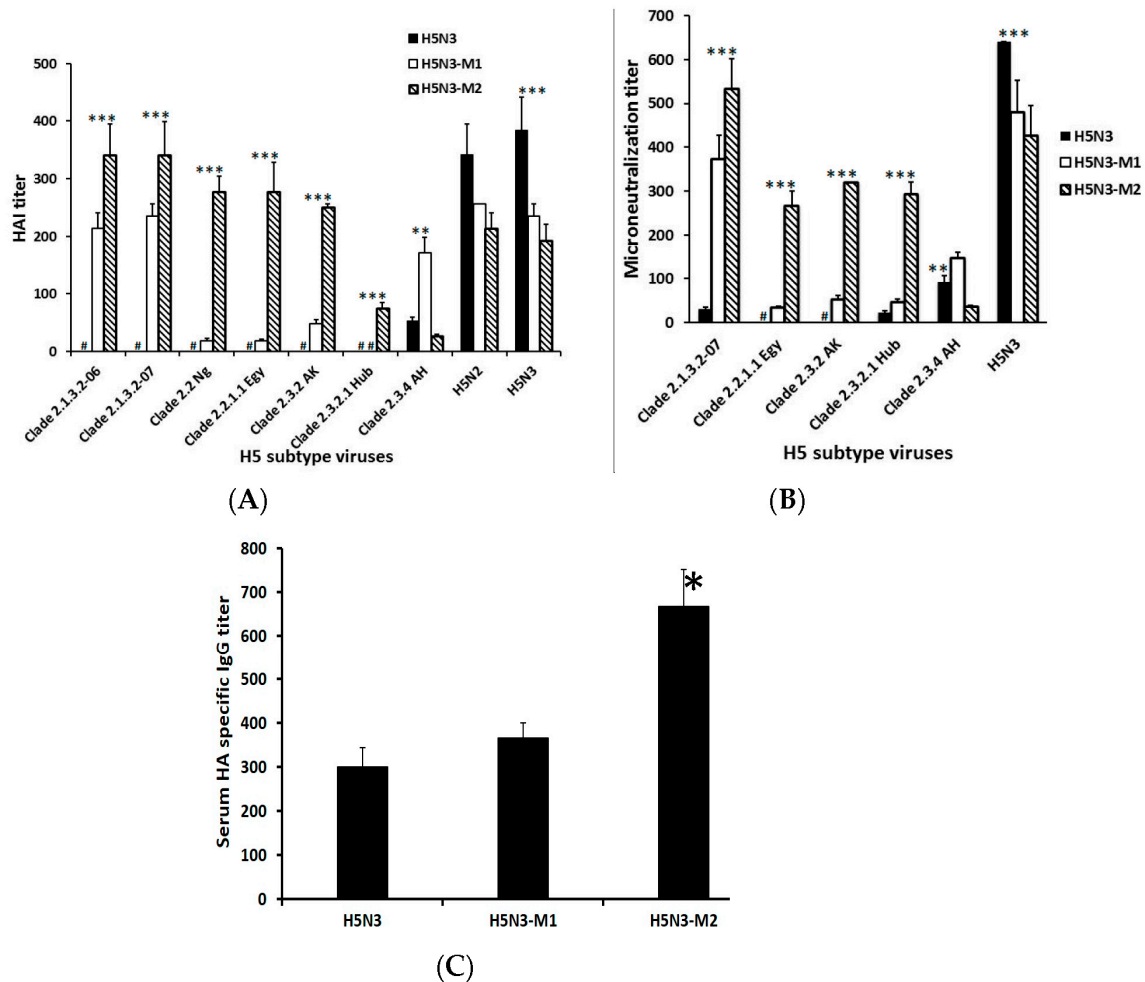 H5N3
H5N3-M1
H5N3-M2
HAI titer
500
400
300
200
100
0
***
***
***
***
***
***
**
***
#
#
#
#
#
# #
Clade 2.1.3.2-06
Clade 2.1.3.2-07
Clade 2.2 Ng
Clade 2.2.1.1 Egy
Clade 2.3.2 AK
Clade 2.3.2.1 Hub
Clade 2.3.4 AH
H5N2
H5N3
H5 subtype viruses
(A)
Microneutralization titer
700
600
500
400
300
200
100
0
***
***
***
***
**
***
#
#
H5N3
H5N3-M1
H5N3-M2
Clade 2.1.3.2-07
Clade 2.2.1.1 Egy
Clade 2.3.2 AK
Clade 2.3.2.1 Hub
Clade 2.3.4 AH
H5N3
H5 subtype viruses
(B)
Serum HA specific IgG titer
800
700
600
500
400
300
200
100
0
*
H5N3
H5N3-M1
H5N3-M2
(C)